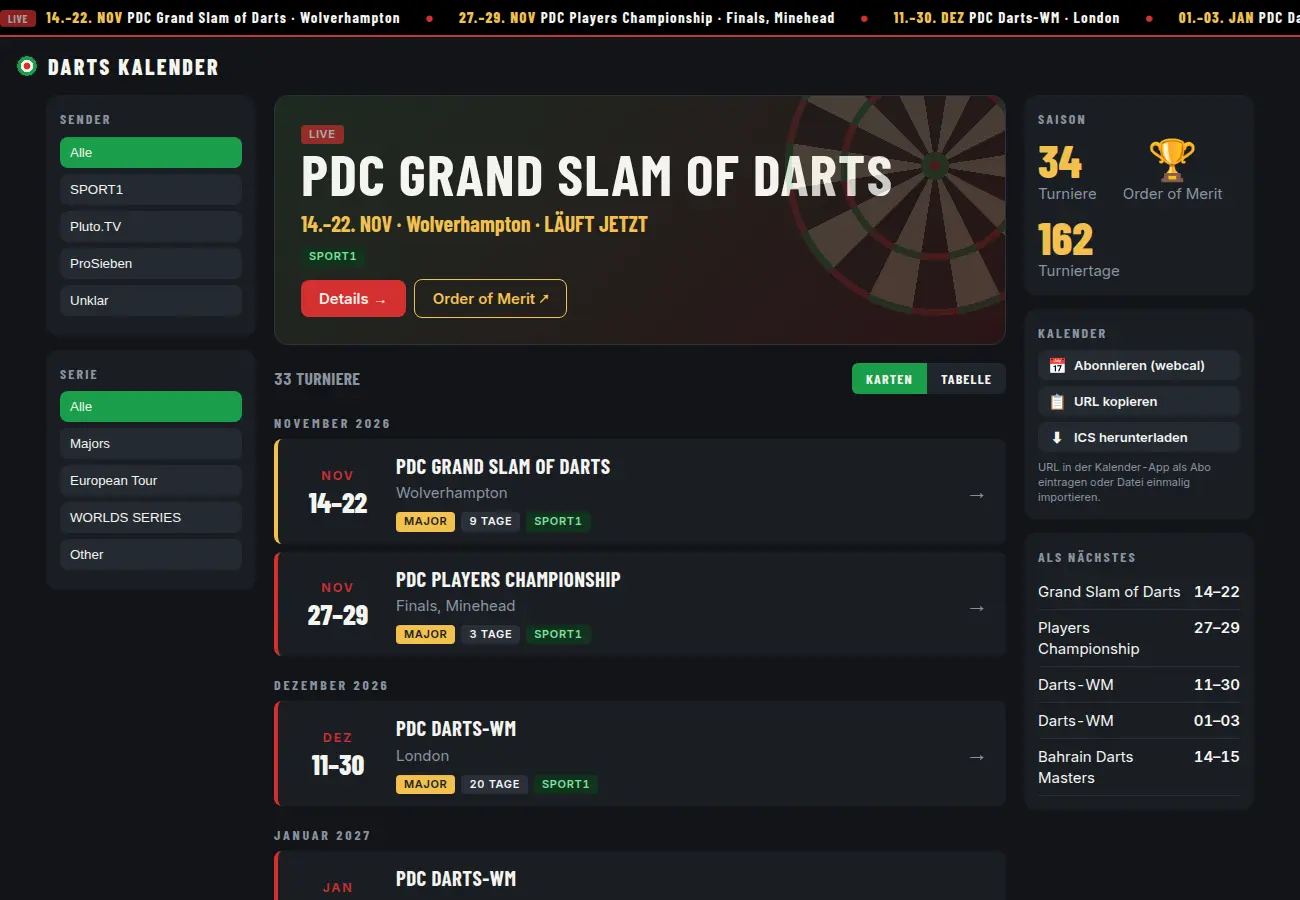 LIVE 14.–22. NOV PDC Grand Slam of Darts · Wolverhampton • 27.–29. NOV PDC Players Championship · Finals, Minehead • 11.–30. DEZ PDC Darts-WM · London • 01.–03. JAN PDC
DARTS KALENDER
SENDER
Alle
SPORT1
Pluto.TV
ProSieben
Unklar
SERIE
Alle
Majors
European Tour
WORLDS SERIES
Other
LIVE
PDC GRAND SLAM OF DARTS
14.–22. NOV · Wolverhampton · LÄUFT JETZT
SPORT1
Details →
Order of Merit ↗
33 TURNIERE
KARTEN TABELLE
NOVEMBER 2026
NOV
14–22
PDC GRAND SLAM OF DARTS
Wolverhampton
MAJOR 9 TAGE SPORT1
→
NOV
27–29
PDC PLAYERS CHAMPIONSHIP
Finals, Minehead
MAJOR 3 TAGE SPORT1
→
DEZEMBER 2026
DEZ
11–30
PDC DARTS-WM
London
MAJOR 20 TAGE SPORT1
→
JANUAR 2027
JAN
PDC DARTS-WM
SAISON
34
Turniere
🏆
Order of Merit
162
Turniertage
KALENDER
📅 Abonnieren (webcal)
📋 URL kopieren
⬇ ICS herunterladen
URL in der Kalender-App als Abo
eintragen oder Datei einmalig
importieren.
ALS NÄCHSTES
Grand Slam of Darts 14–22
Players
Championship 27–29
Darts-WM 11–30
Darts-WM 01–03
Bahrain Darts
Masters 14–15